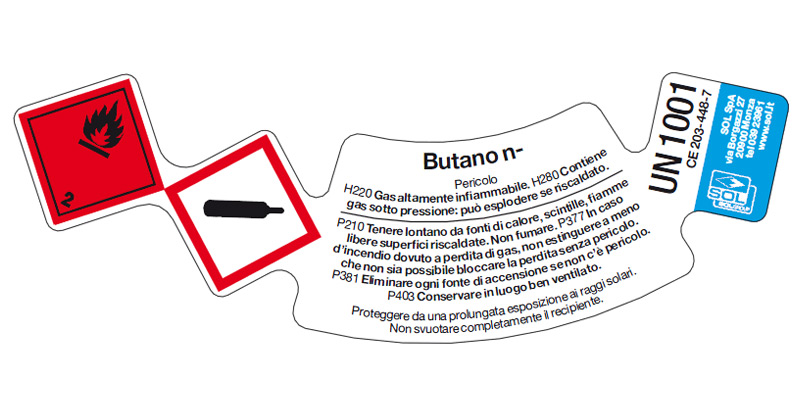 2
Butano n-
Pericolo
H220 Gas altamente infiammabile. H280 Contiene
gas sotto pressione: può esplodere se riscaldato.
P210 Tenere lontano da fonti di calore, scintille, fiamme
libere superfici riscaldate. Non fumare. P377 In caso
d'incendio dovuto a perdita di gas, non estinguere a meno
che non sia possibile bloccare la perdita senza pericolo.
P381 Eliminare ogni fonte di accensione se non c'è pericolo.
P403 Conservare in luogo ben ventilato.
Proteggere da una prolungata esposizione ai raggi solari.
Non svuotare completamente il recipiente.
UN 1001
CE 203-448-7
SOL SpA
via Borgazzi 27
20900 Monza
tel 039 23961
www.sol.it
SOL
SOLGROUP